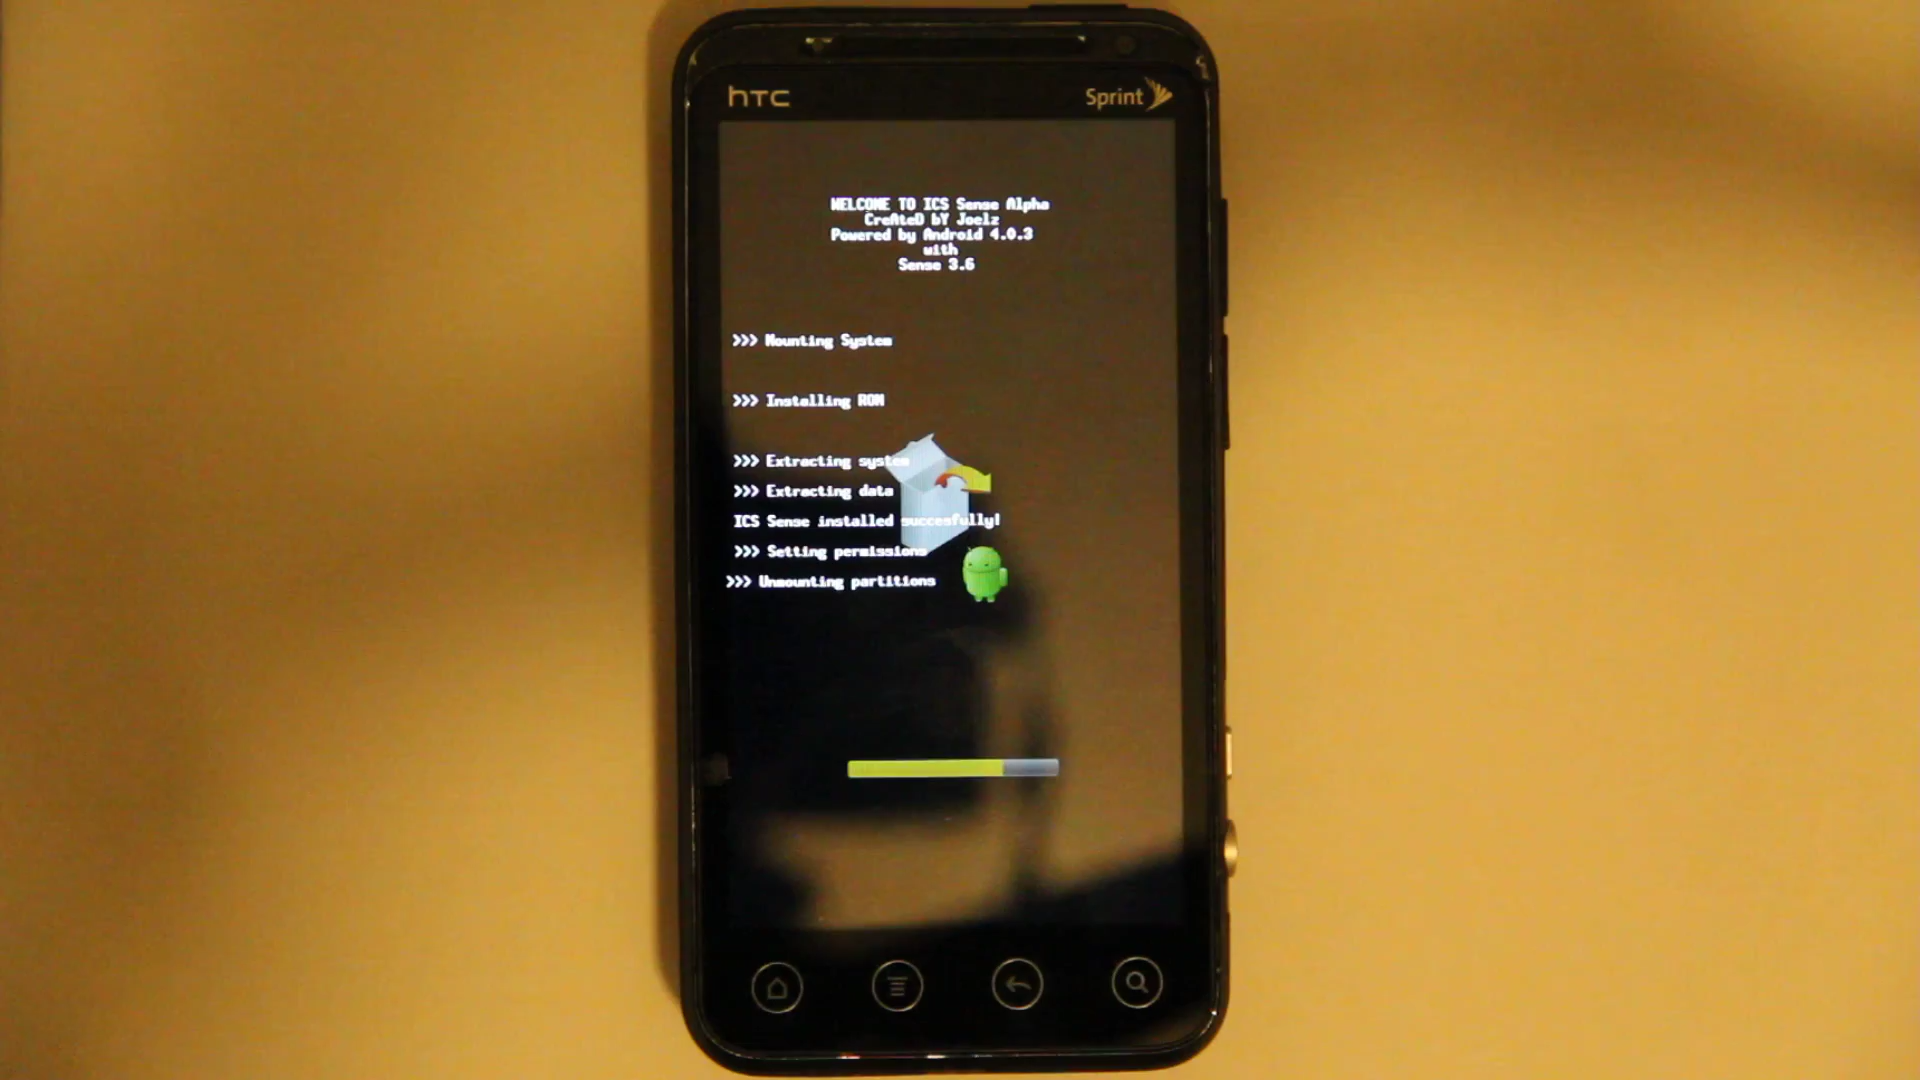 hTC
Sprint
WELCOME TO ICS Sense Alpha
CreAteD bY Joelz
Powered by Android 4.0.3
with
Sense 3.6
>>> Mounting System
>>> Installing ROM
>>> Extracting system
>>> Extracting data
ICS Sense installed succesfully!
>>> Setting permissions
>>> Unmounting partitions